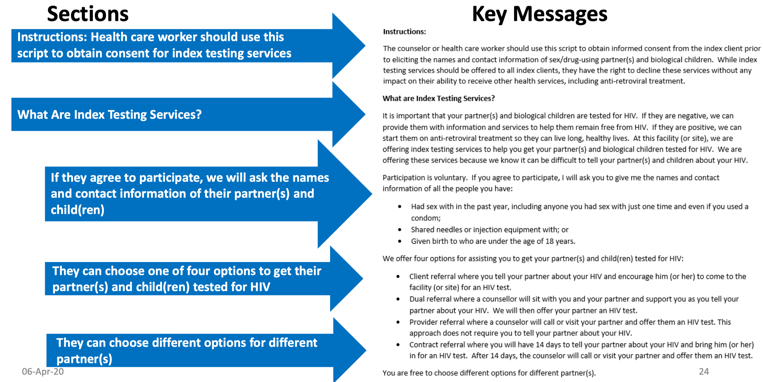 Sections
Instructions: Health care worker should use this
script to obtain consent for index testing services
What Are Index Testing Services?
If they agree to participate, we will ask the names
and contact information of their partner(s) and
child(ren)
They can choose one of four options to get their
partner(s) and child(ren) tested for HIV
They can choose different options for different
partner(s)
06-Apr-20
Key Messages
Instructions:
The counselor or health care worker should use this script to obtain informed consent from the index client prior
to eliciting the names and contact information of sex/drug-using partner(s) and biological children. While index
testing services should be offered to all index clients, they have the right to decline these services without any
impact on their ability to receive other health services, including anti-retroviral treatment.
What are Index Testing Services?
It is important that your partner(s) and biological children are tested for HIV. If they are negative, we can
provide them with information and services to help them remain free from HIV. If they are positive, we can
start them on anti-retroviral treatment so they can live long, healthy lives. At this facility (or site), we are
offering index testing services to help you get your partner(s) and biological children tested for HIV. We are
offering these services because we know it can be difficult to tell your partner(s) and children about your HIV.
Participation is voluntary. If you agree to participate, I will ask you to give me the names and contact
information of all the people you have:
• Had sex with in the past year, including anyone you had sex with just one time and even if you used a
condom;
• Shared needles or injection equipment with; or
• Given birth to who are under the age of 18 years.
We offer four options for assisting you to get your partner(s) and child(ren) tested for HIV:
• Client referral where you tell your partner about your HIV and encourage him (or her) to come to the
facility (or site) for an HIV test.
• Dual referral where a counsellor will sit with you and your partner and support you as you tell your
partner about your HIV. We will then offer your partner an HIV test.
• Provider referral where a counselor will call or visit your partner and offer them an HIV test. This
approach does not require you to tell your partner about your HIV.
• Contract referral where you will have 14 days to tell your partner about your HIV and bring him (or her)
in for an HIV test. After 14 days, the counselor will call or visit your partner and offer them an HIV test.
You are free to choose different options for different partner(s).
24